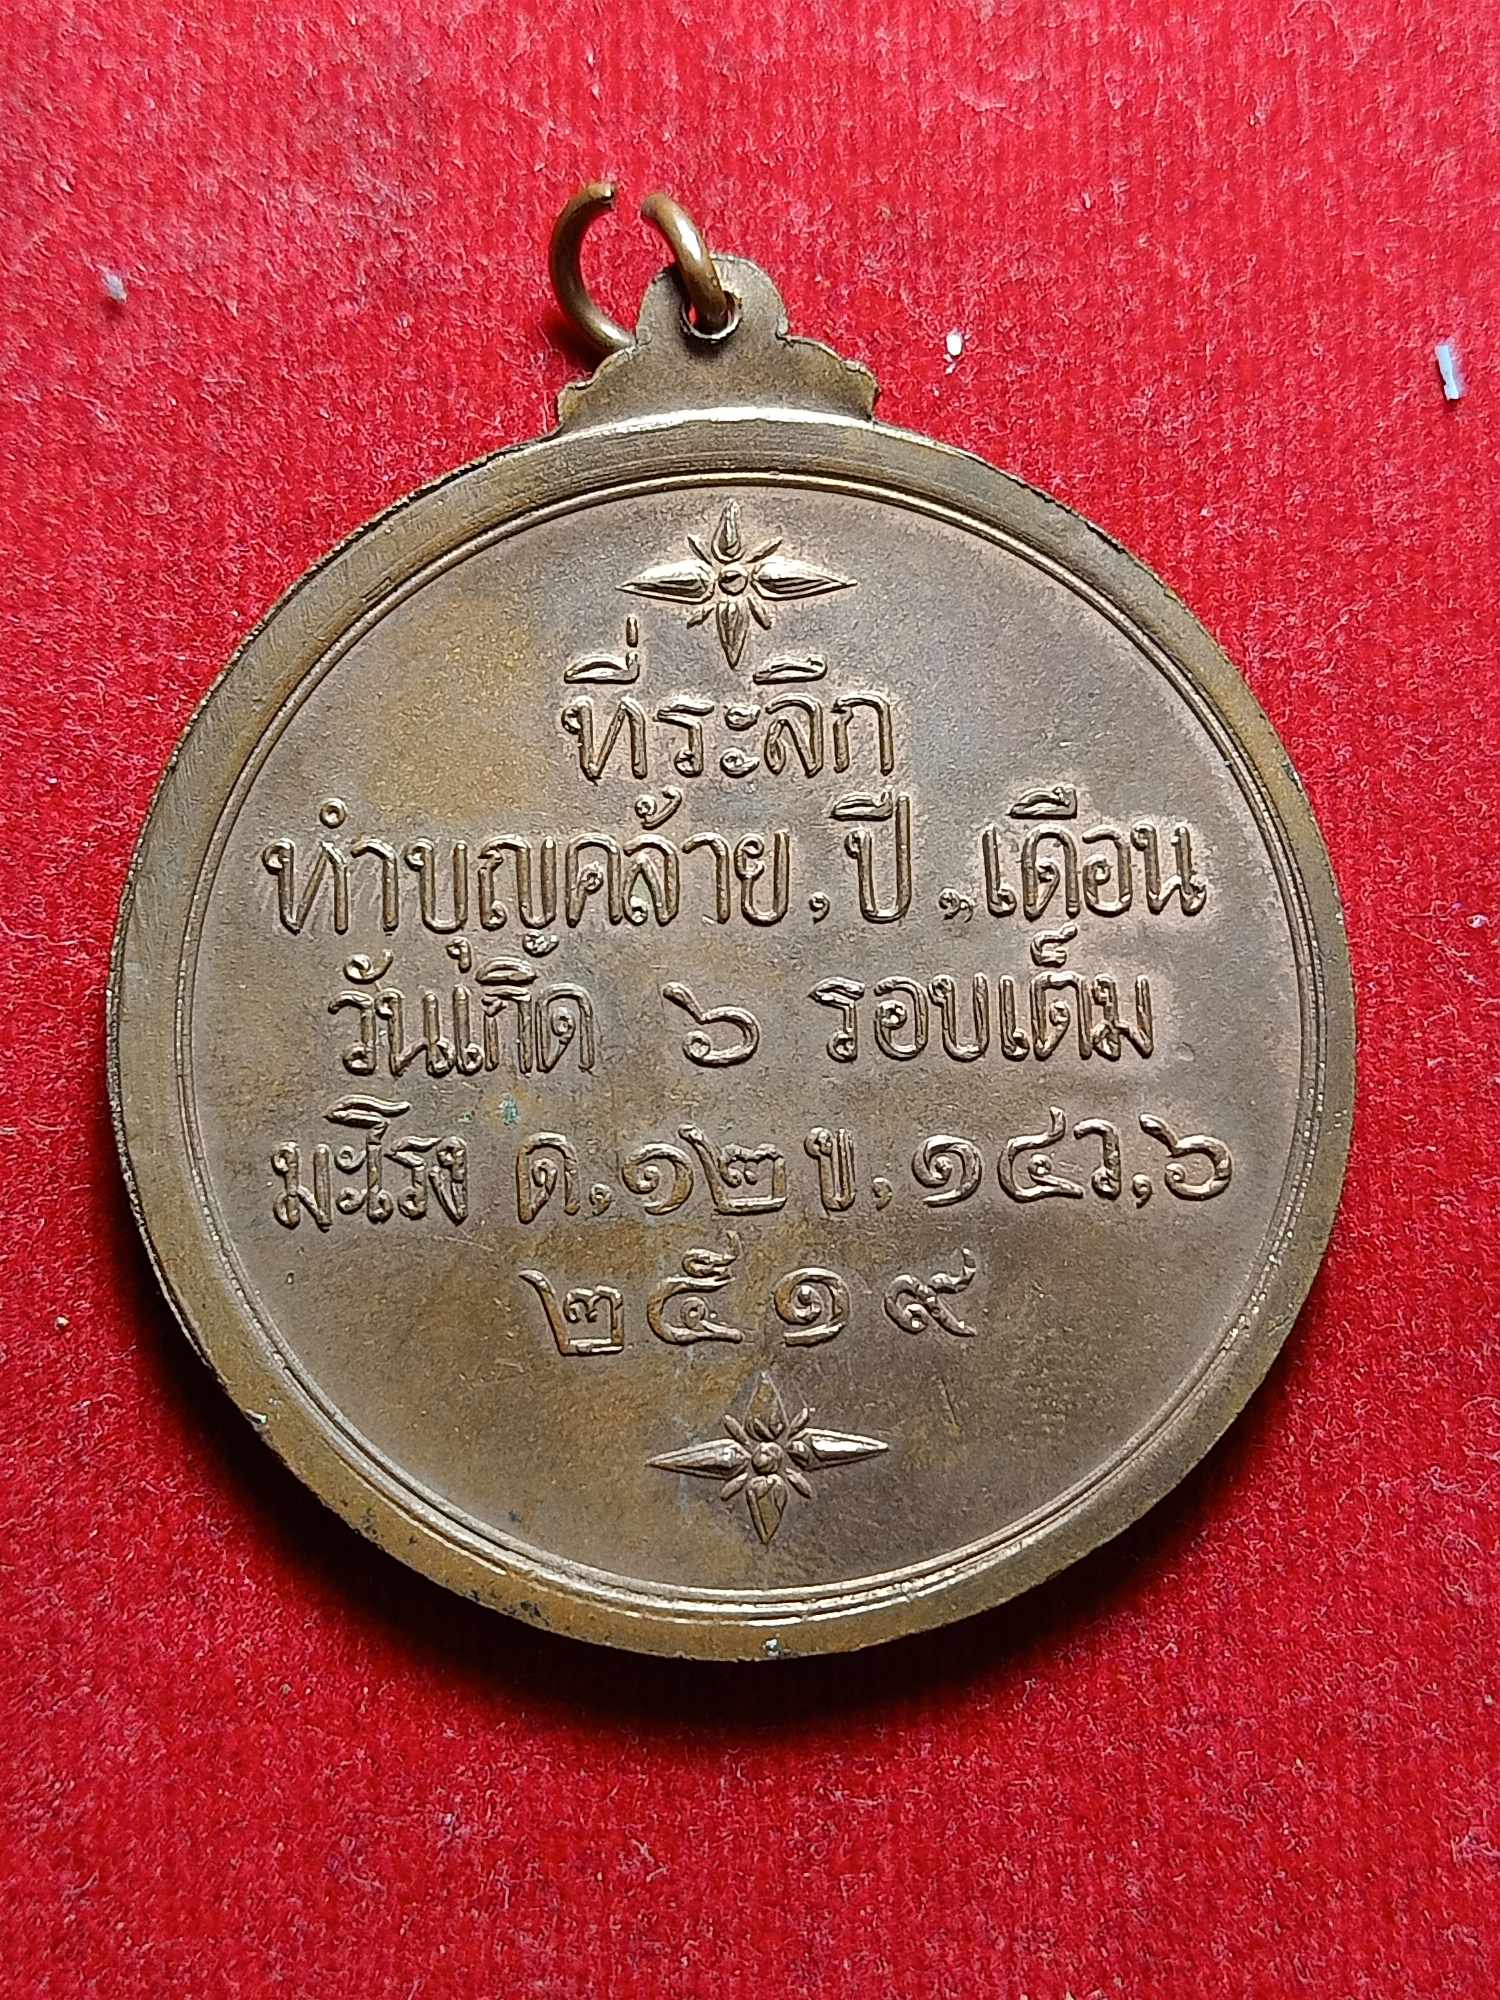 ที่ระลึก
ทำบุญคล้าย, ปี ,, เดือน
วันเกิด ๖ รอบเต็ม
มะโรง ด, ๑๒ ข, ๑๔ ว, ๖
๒๕๑๙